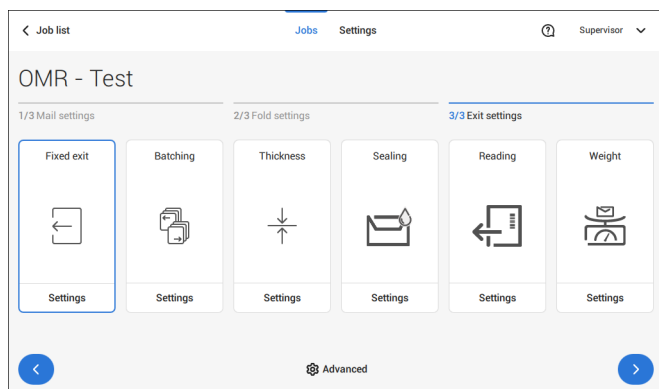 Job list
Jobs
Settings
Supervisor
OMR - Test
1/3 Mail settings
2/3 Fold settings
3/3 Exit settings
Fixed exit
Batching
Thickness
Sealing
Reading
Weight
Settings
Settings
Settings
Settings
Settings
Settings
Advanced